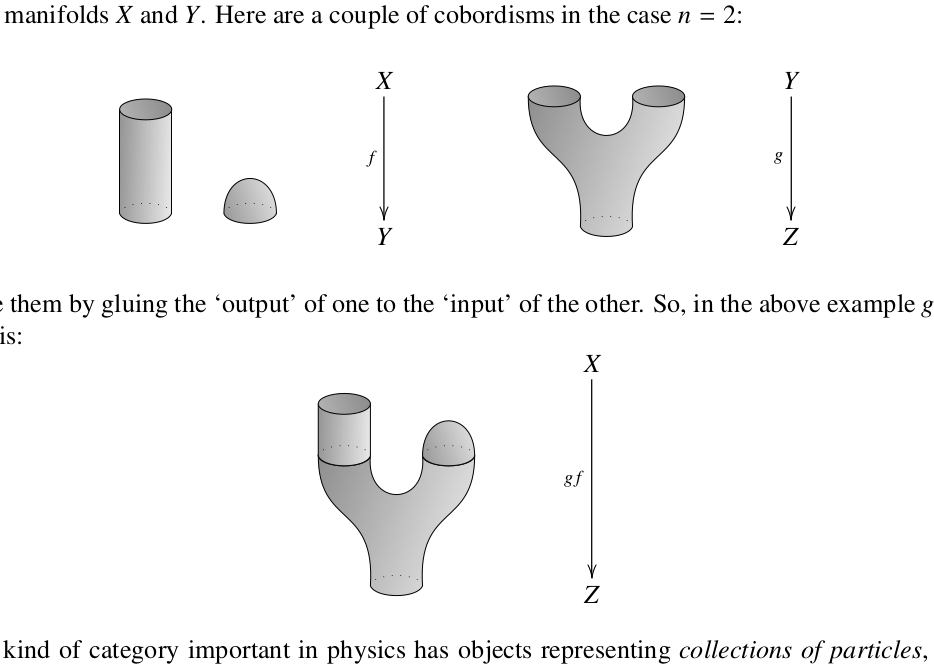 manifolds X and Y. Here are a couple of cobordisms in the case n = 2:
X
Y
f
g
Y
Z
them by gluing the ‘output’ of one to the ‘input’ of the other. So, in the above example g
is:
X
gf
Z
kind of category important in physics has objects representing collections of particles,